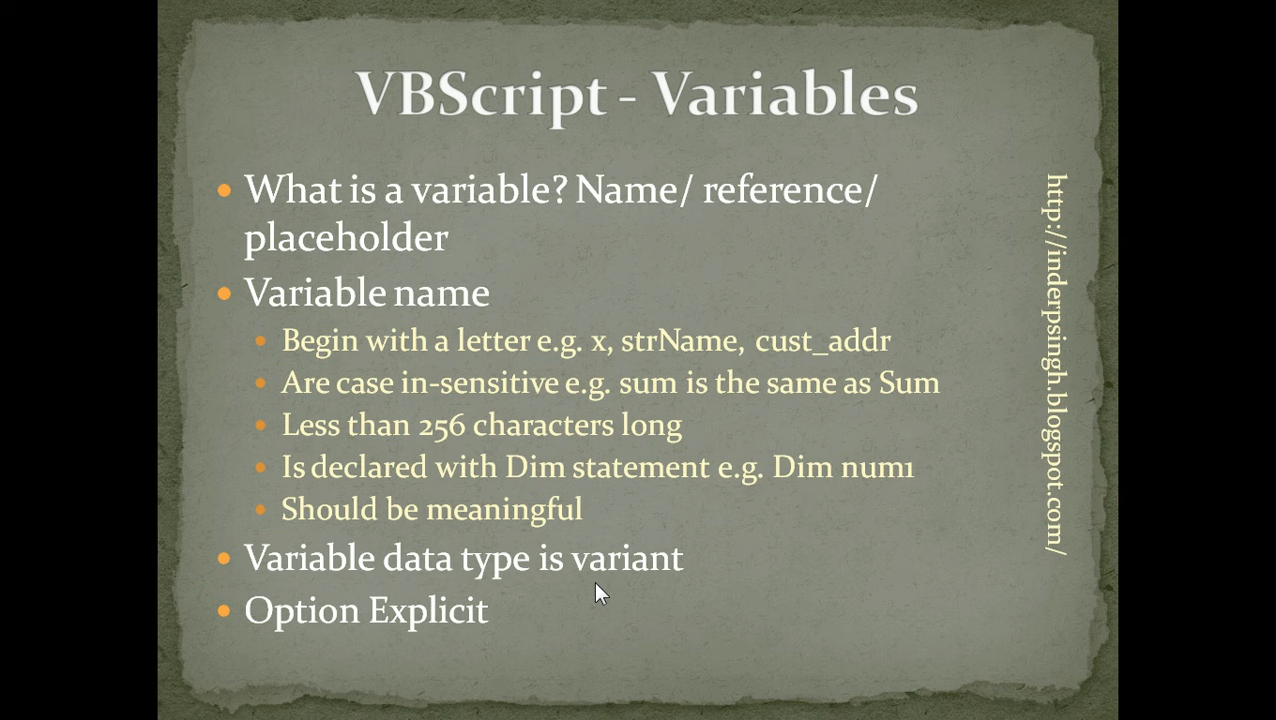 VBScript - Variables
What is a variable? Name/ reference/
placeholder
Variable name
Begin with a letter e.g. x, strName, cust_addr
Are case in-sensitive e.g. sum is the same as Sum
Less than 256 characters long
Is declared with Dim statement e.g. Dim num1
Should be meaningful
Variable data type is variant
Option Explicit
http://inderpsingh.blogspot.com/